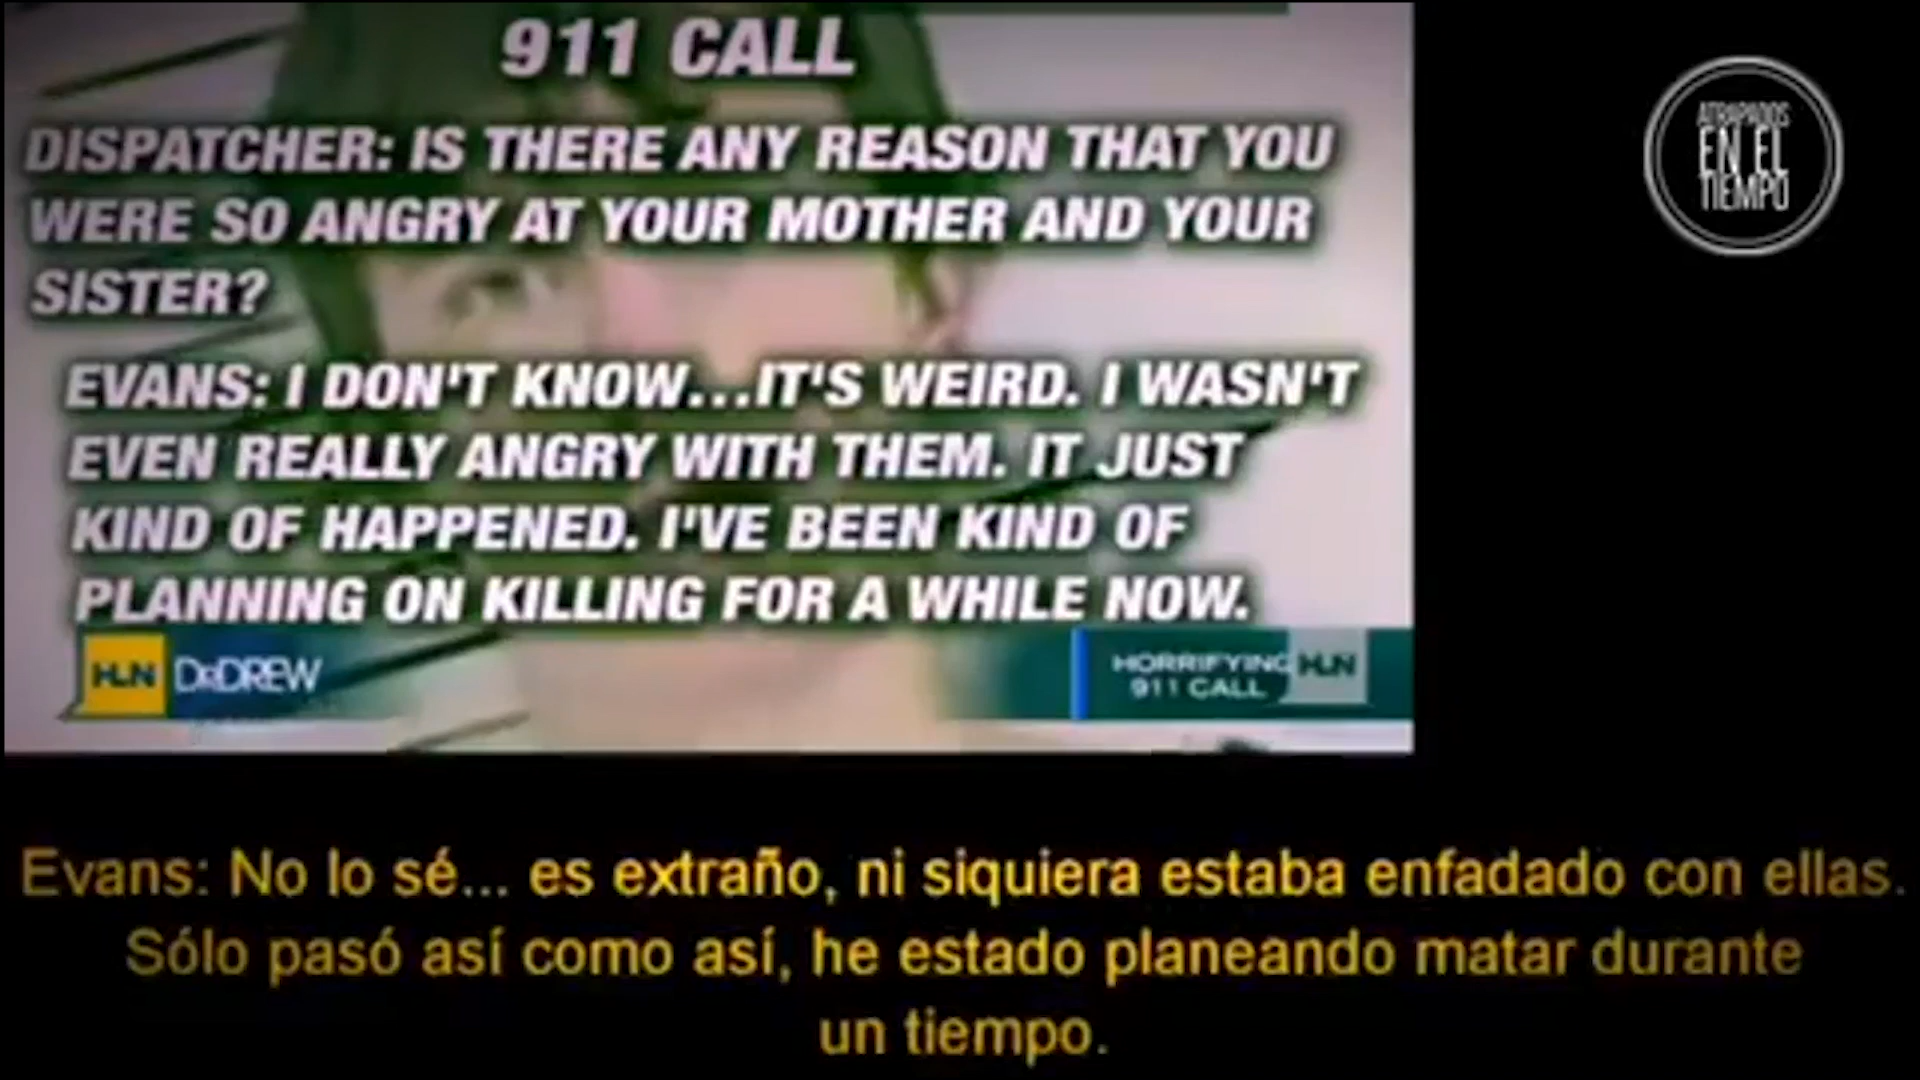 911 CALL
DISPATCHER: IS THERE ANY REASON THAT YOU
WERE SO ANGRY AT YOUR MOTHER AND YOUR
SISTER?
EVANS: I DON'T KNOW...IT'S WEIRD. I WASN'T
EVEN REALLY ANGRY WITH THEM. IT JUST
KIND OF HAPPENED. I'VE BEEN KIND OF
PLANNING ON KILLING FOR A WHILE NOW.
HLN DRDREW
HORRIFYING
911 CALL
HLN
ATRAPADOS
EN EL
TIEMPO
Evans: No lo sé... es extraño, ni siquiera estaba enfadado con ellas.
Sólo pasó así como así, he estado planeando matar durante
un tiempo.